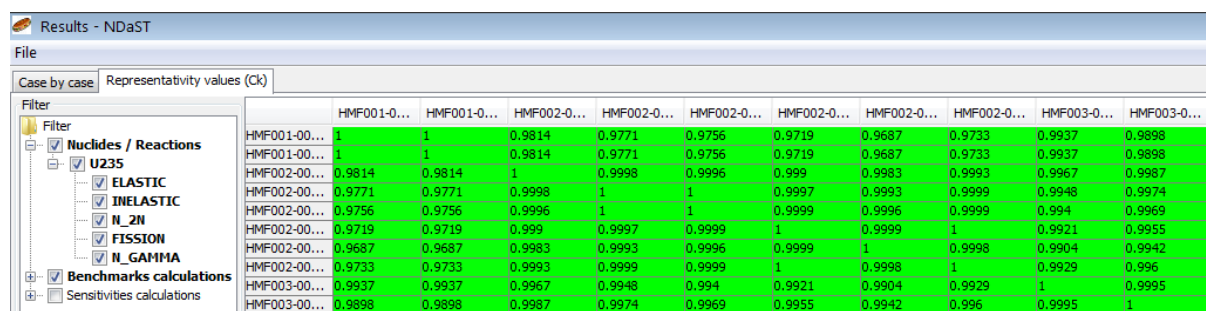 Results - NDaST
File
Case by case Representativity values (Ck)
Filter
Filter
Nuclides / Reactions
U235
ELASTIC
INELASTIC
N_2N
FISSION
N_GAMMA
Benchmarks calculations
Sensitivities calculations
HMF001-0... HMF001-0... HMF002-0... HMF002-0... HMF002-0... HMF002-0... HMF002-0... HMF002-0... HMF003-0... HMF003-0...
HMF001-00... 1 1 0.9814 0.9771 0.9756 0.9719 0.9687 0.9733 0.9937 0.9898
HMF001-00... 1 1 0.9814 0.9771 0.9756 0.9719 0.9687 0.9733 0.9937 0.9898
HMF002-00... 0.9814 0.9814 1 0.9998 0.9996 0.999 0.9983 0.9993 0.9967 0.9987
HMF002-00... 0.9771 0.9771 0.9998 1 1 0.9997 0.9993 0.9999 0.9948 0.9974
HMF002-00... 0.9756 0.9756 0.9996 1 1 0.9999 0.9996 0.9999 0.994 0.9969
HMF002-00... 0.9719 0.9719 0.999 0.9997 0.9999 1 0.9999 1 0.9921 0.9955
HMF002-00... 0.9687 0.9687 0.9983 0.9993 0.9996 0.9999 1 0.9998 0.9904 0.9942
HMF002-00... 0.9733 0.9733 0.9993 0.9999 0.9999 1 0.9998 1 0.9929 0.996
HMF003-00... 0.9937 0.9937 0.9967 0.9948 0.994 0.9921 0.9904 0.9929 1 0.9995
HMF003-00... 0.9898 0.9898 0.9987 0.9974 0.9969 0.9955 0.9942 0.996 0.9995 1